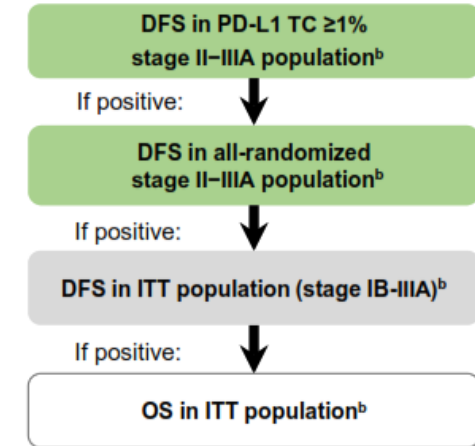 DFS in PD-L1 TC ≥1%
stage II–IIIA populationᵇ
If positive:
DFS in all-randomized
stage II–IIIA populationᵇ
If positive:
DFS in ITT population (stage IB-IIIA)ᵇ
If positive:
OS in ITT populationᵇ